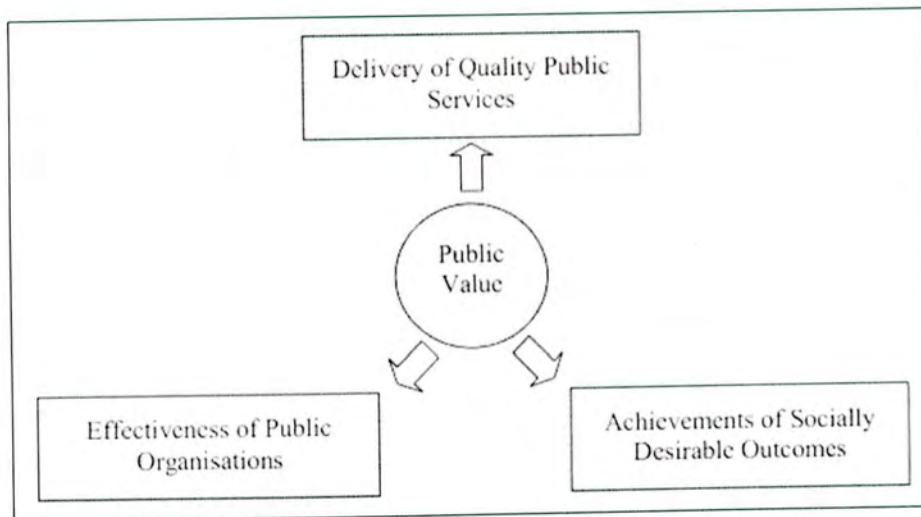 Delivery of Quality Public
Services
Public
Value
Effectiveness of Public
Organisations
Achievements of Socially
Desirable Outcomes